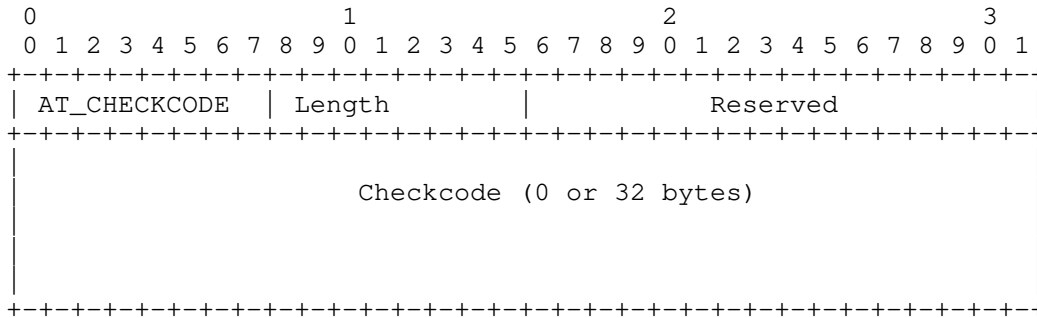 0                   1                   2                   3
0 1 2 3 4 5 6 7 8 9 0 1 2 3 4 5 6 7 8 9 0 1 2 3 4 5 6 7 8 9 0 1
+-+-+-+-+-+-+-+-+-+-+-+-+-+-+-+-+-+-+-+-+-+-+-+-+-+-+-+-+-+-+-+--
| AT_CHECKCODE  | Length        |           Reserved
+-+-+-+-+-+-+-+-+-+-+-+-+-+-+-+-+-+-+-+-+-+-+-+-+-+-+-+-+-+-+-+--
|
|                     Checkcode (0 or 32 bytes)
|
|
|
+-+-+-+-+-+-+-+-+-+-+-+-+-+-+-+-+-+-+-+-+-+-+-+-+-+-+-+-+-+-+-+--